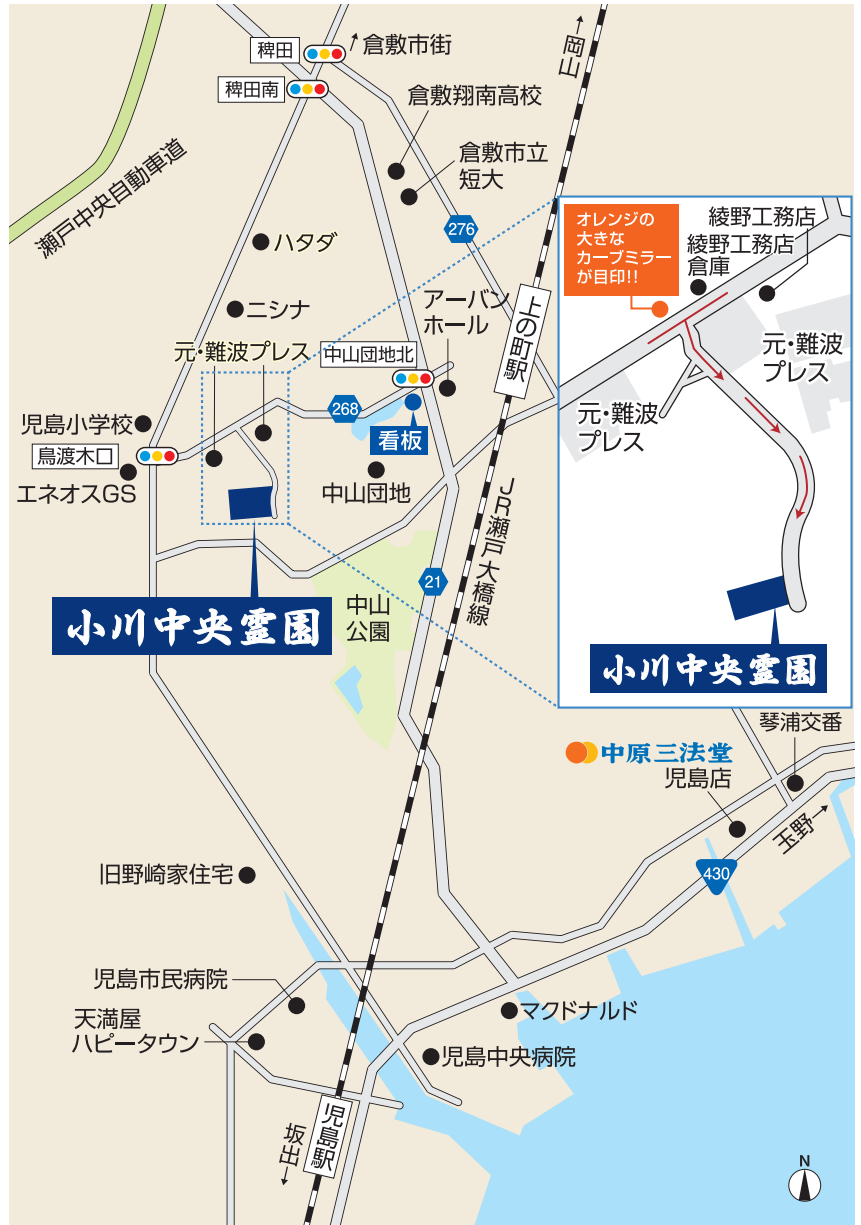 稗田
倉敷市街
稗田南
岡山
倉敷翔南高校
倉敷市立
短大
瀬戸中央自動車道
276
ハタダ
ニシナ
アーバン
ホール
上の町駅
元・難波プレス
中山団地北
268
看板
児島小学校
鳥渡木口
エネオスGS
中山団地
JR瀬戸大橋線
21
中山
公園
小川中央霊園
オレンジの
大きな
カーブミラー
が目印!!
綾野工務店
綾野工務店
倉庫
元・難波
プレス
元・難波
プレス
小川中央霊園
琴浦交番
中原三法堂
児島店
玉野
430
旧野崎家住宅
児島市民病院
天満屋
ハピータウン
マクドナルド
児島中央病院
児島駅
坂出
N